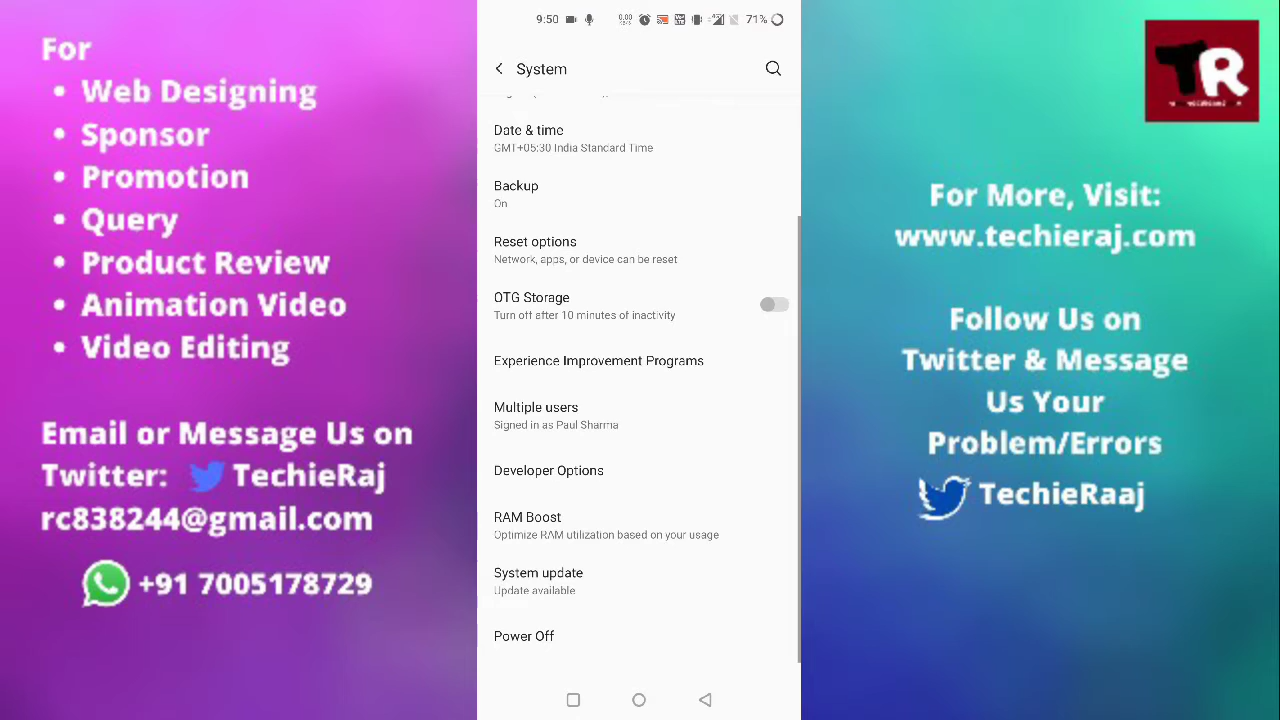 For
• Web Designing
• Sponsor
• Promotion
• Query
• Product Review
• Animation Video
• Video Editing
Email or Message Us on
Twitter: TechieRaj
rc838244@gmail.com
+91 7005178729
9:50
0.00
71%
System
Date & time
GMT+05:30 India Standard Time
Backup
On
Reset options
Network, apps, or device can be reset
OTG Storage
Turn off after 10 minutes of inactivity
Experience Improvement Programs
Multiple users
Signed in as Paul Sharma
Developer Options
RAM Boost
Optimize RAM utilization based on your usage
System update
Update available
Power Off
TR
For More, Visit:
www.techieraj.com
Follow Us on
Twitter & Message
Us Your
Problem/Errors
TechieRaaj